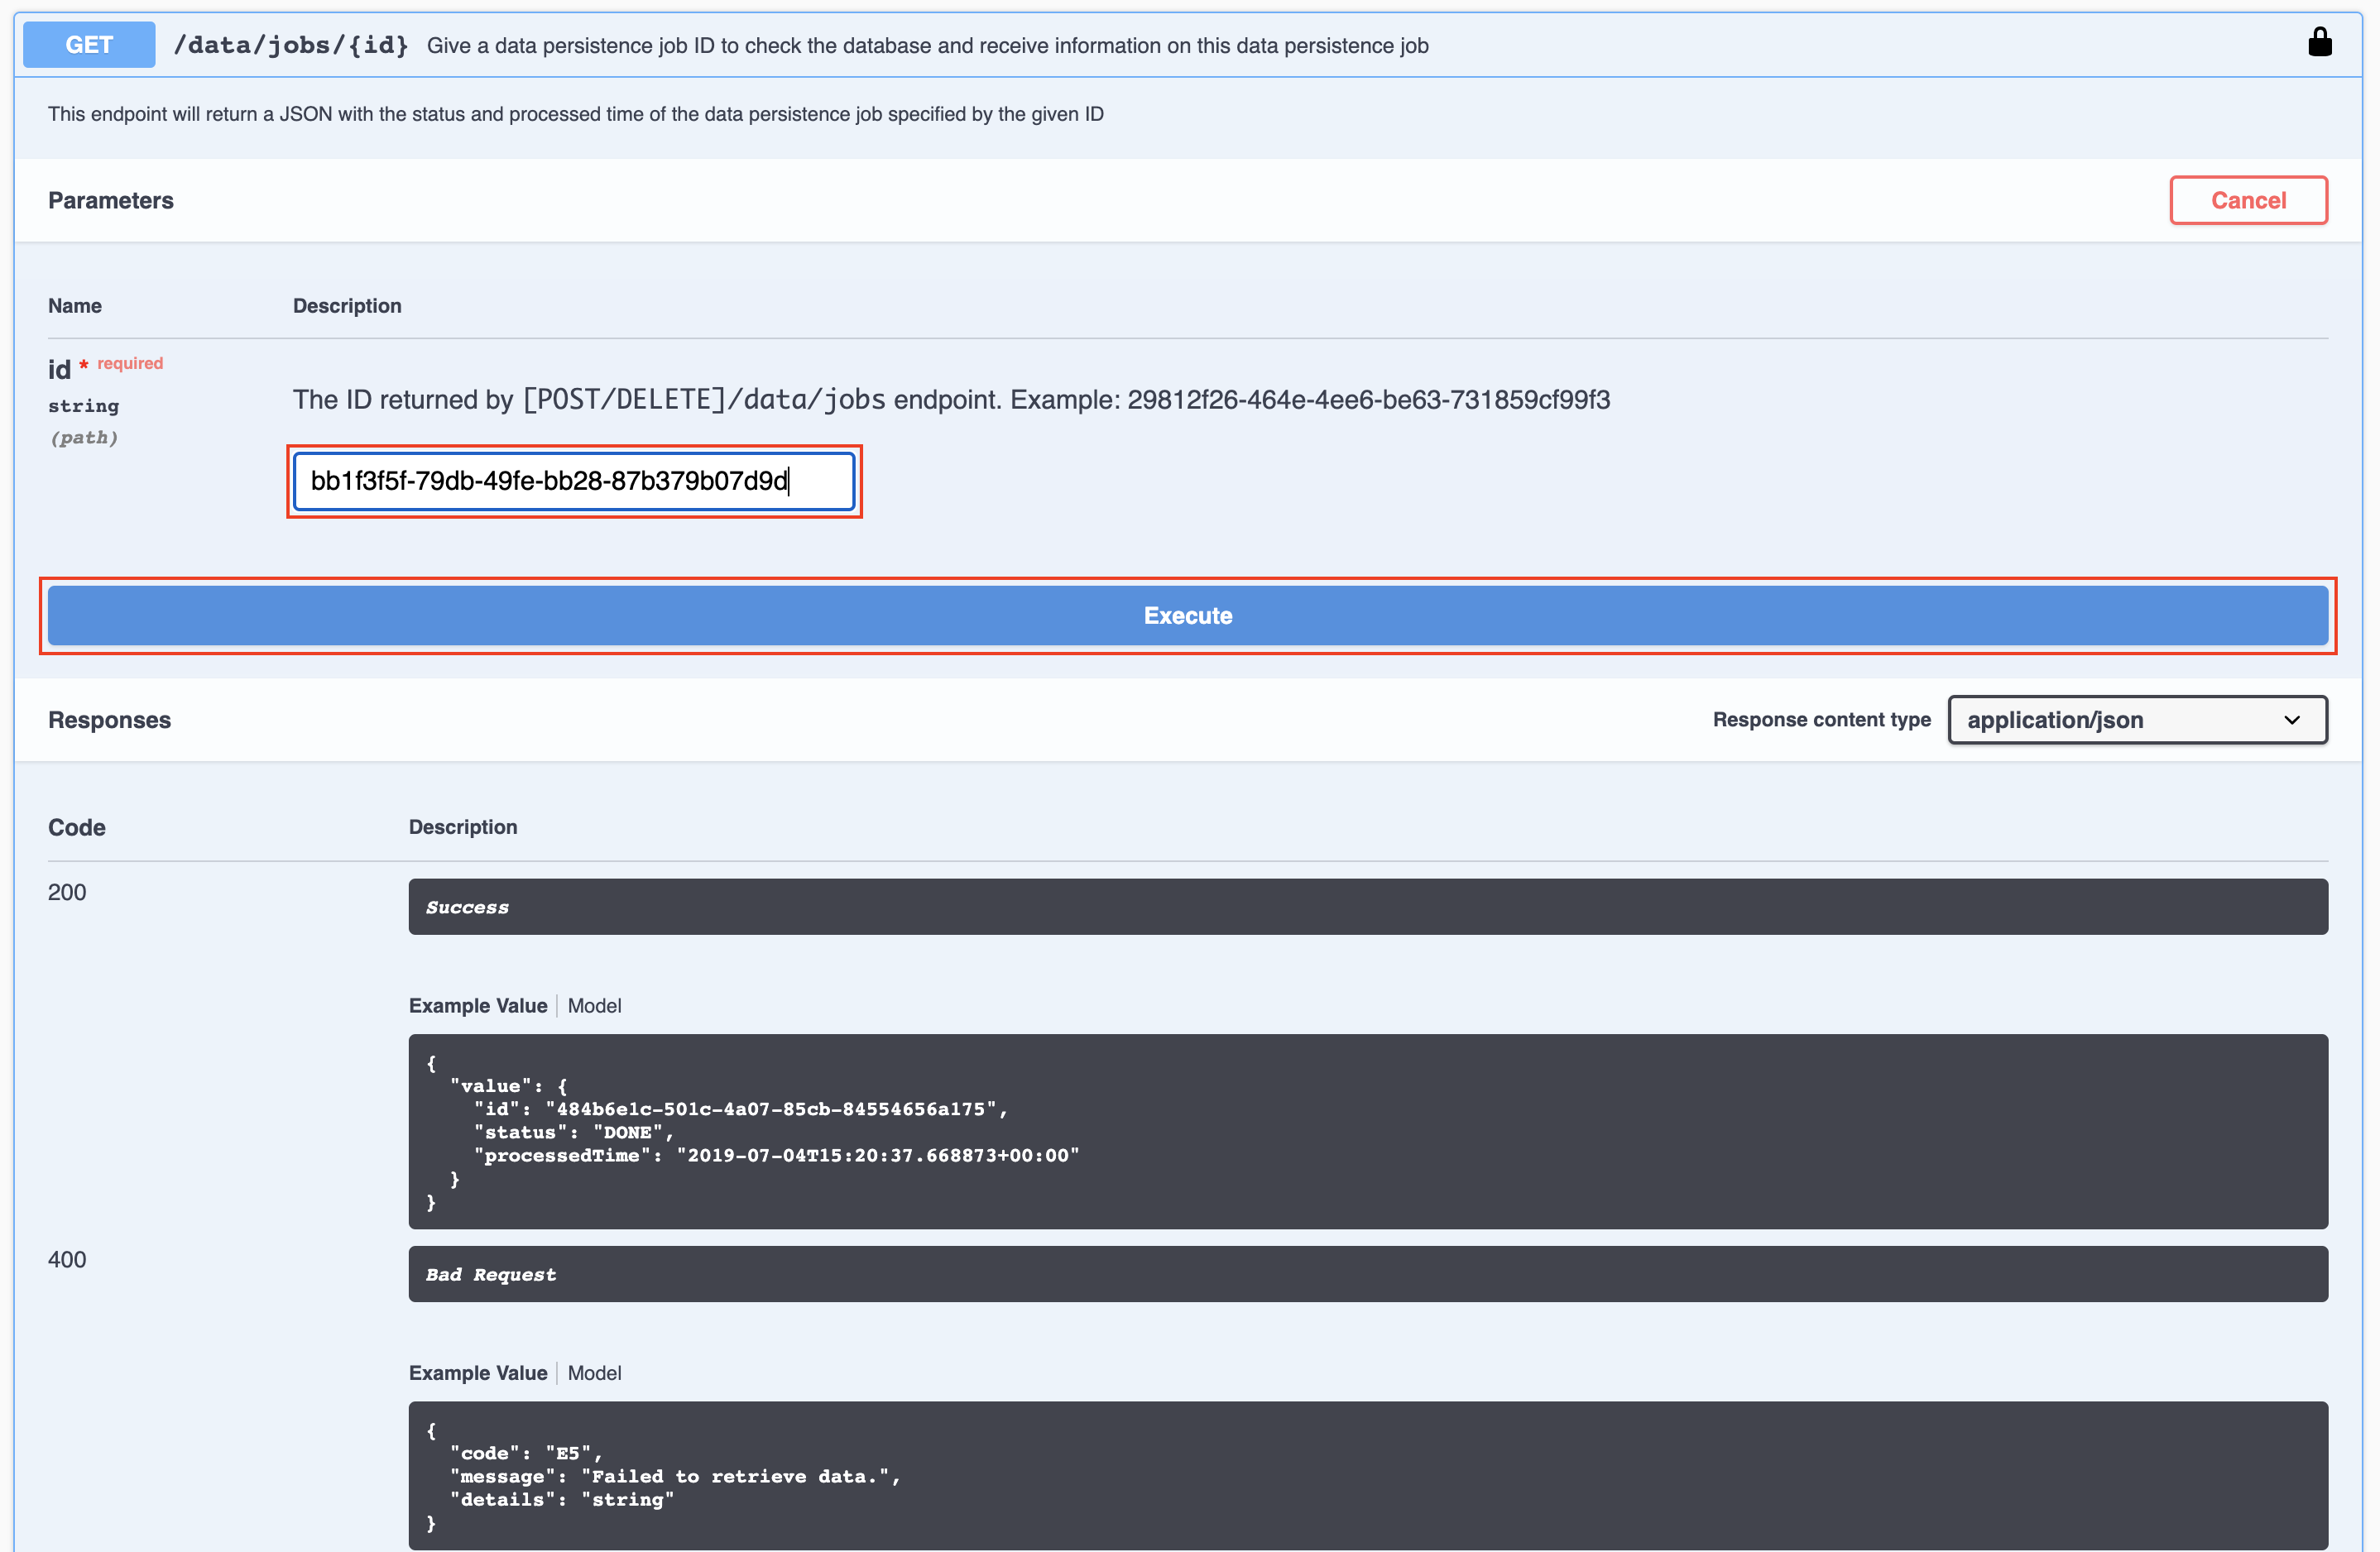 GET /data/jobs/{id} Give a data persistence job ID to check the database and receive information on this data persistence job
This endpoint will return a JSON with the status and processed time of the data persistence job specified by the given ID
Parameters Cancel
Name Description
id * required
string
(path)
The ID returned by [POST/DELETE]/data/jobs endpoint. Example: 29812f26-464e-4ee6-be63-731859cf99f3
bb1f3f5f-79db-49fe-bb28-87b379b07d9d
Execute
Responses Response content type application/json
Code Description
200 Success
Example Value Model
{
"value": {
"id": "484b6e1c-501c-4a07-85cb-84554656a175",
"status": "DONE",
"processedTime": "2019-07-04T15:20:37.668873+00:00"
}
}
400 Bad Request
Example Value Model
{
"code": "E5",
"message": "Failed to retrieve data.",
"details": "string"
}